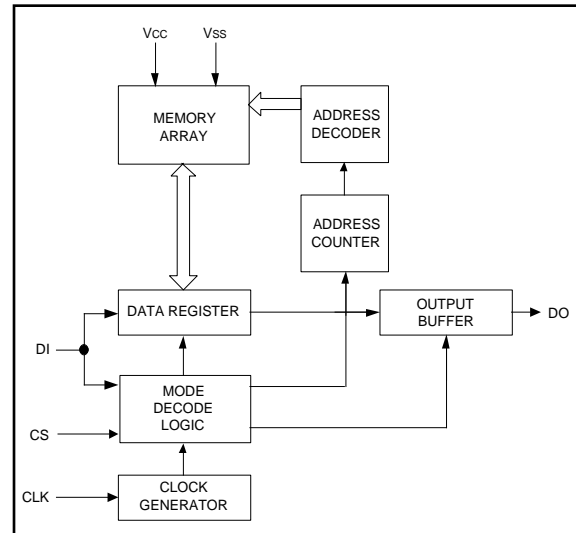 Vcc Vss
MEMORY
ARRAY
ADDRESS
DECODER
ADDRESS
COUNTER
DATA REGISTER
OUTPUT
BUFFER
DO
DI
MODE
DECODE
LOGIC
CS
CLK
CLOCK
GENERATOR